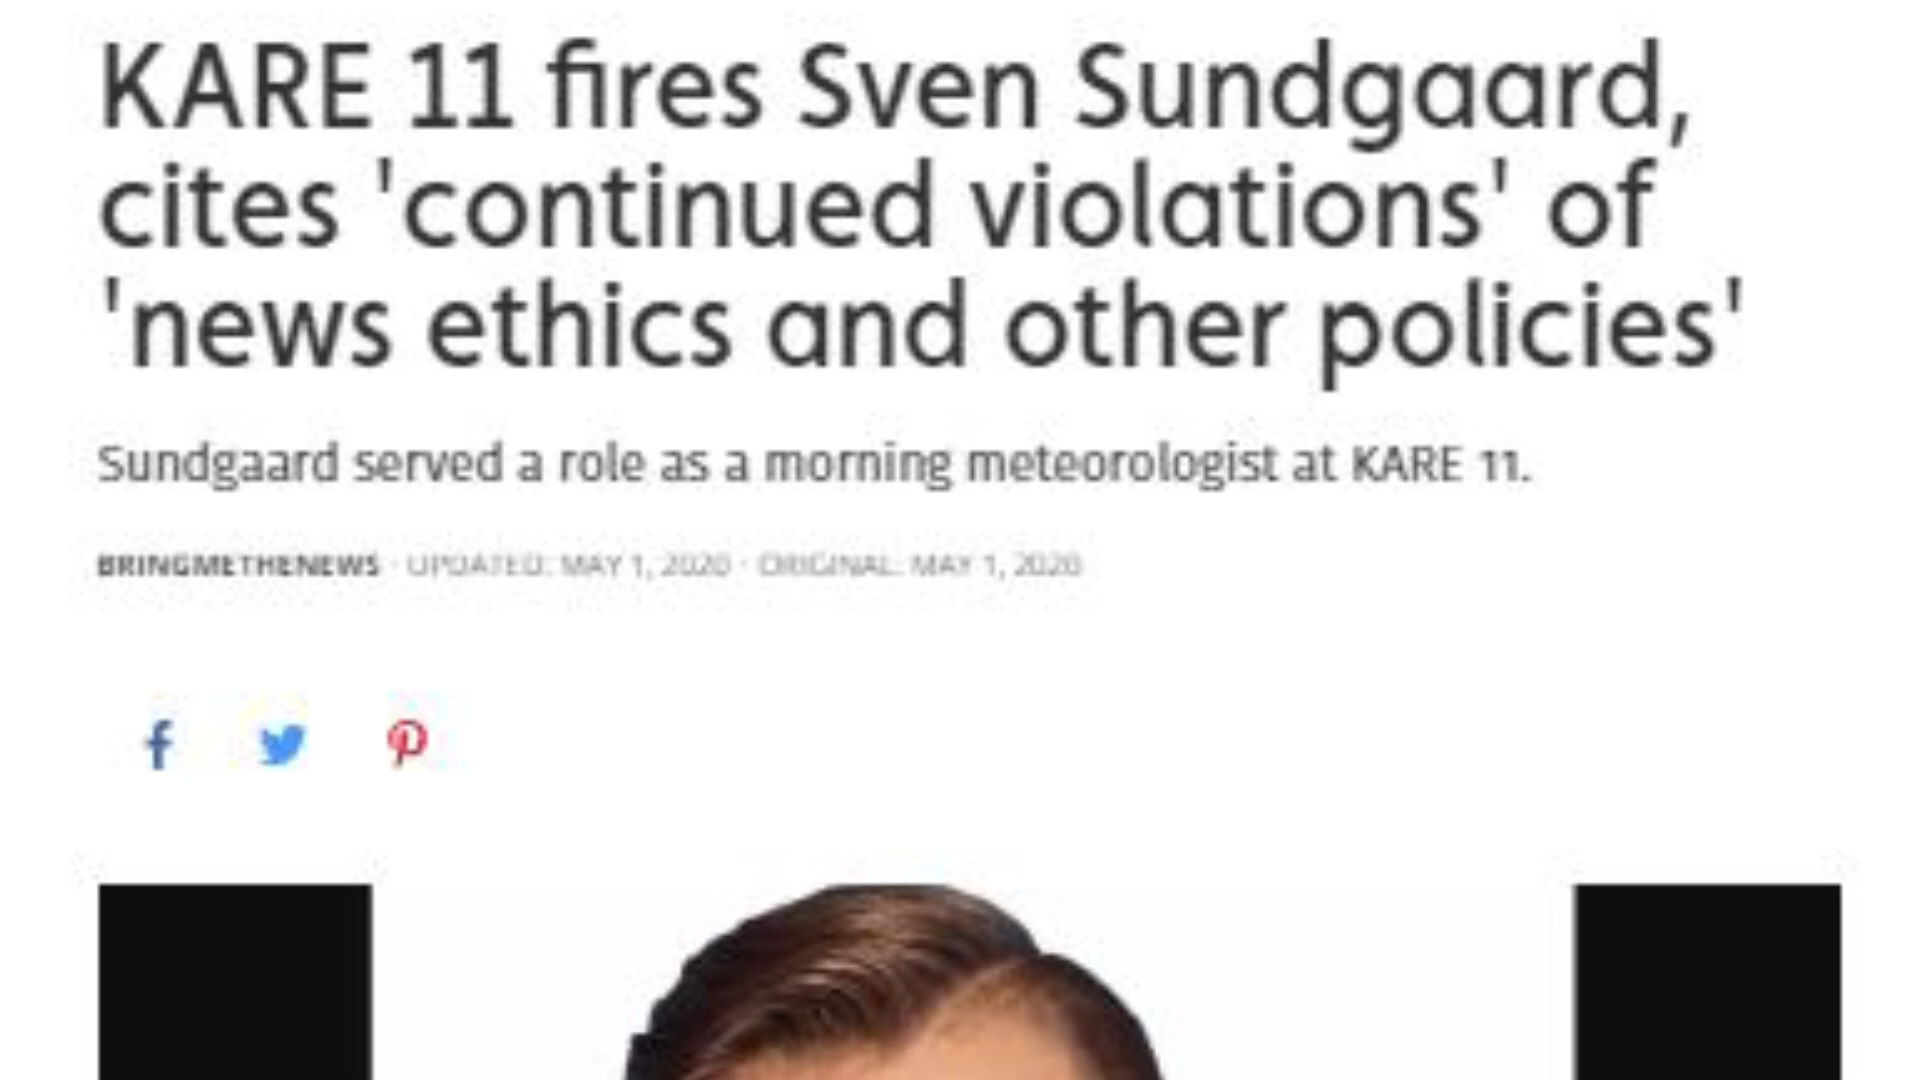 KARE 11 fires Sven Sundgaard,
cites 'continued violations' of
'news ethics and other policies'
Sundgaard served a role as a morning meteorologist at KARE 11.
BRINGMETHENEWS · UPDATED: MAY 1, 2020 · ORIGINAL: MAY 1, 2020